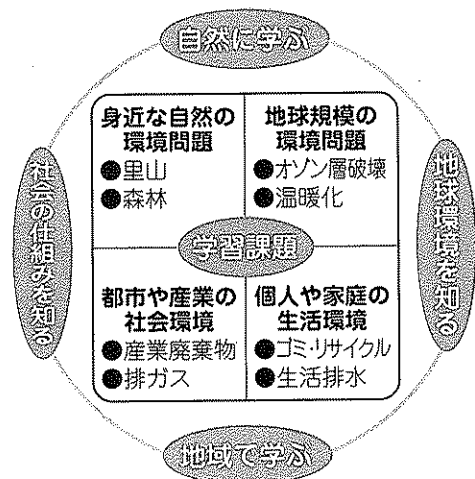 自然に学ぶ
身近な自然の
環境問題
●里山
●森林
地球規模の
環境問題
●オゾン層破壊
●温暖化
社会の仕組みを知る
学習課題
地球環境を知る
都市や産業の
社会環境
●産業廃棄物
●排ガス
個人や家庭の
生活環境
●ゴミ・リサイクル
●生活排水
地域で学ぶ